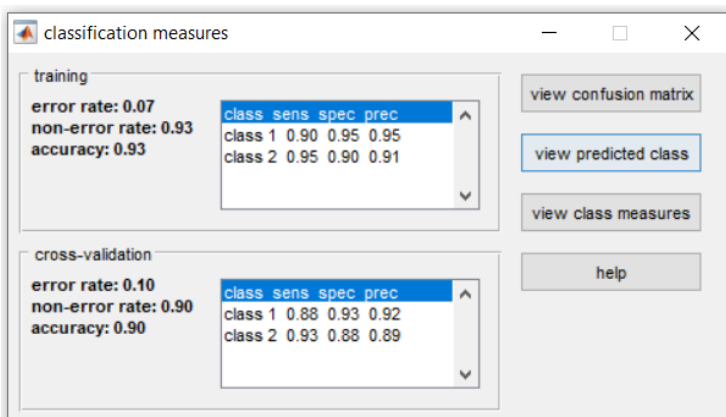 classification measures
training
error rate: 0.07
non-error rate: 0.93
accuracy: 0.93
class sens spec prec
class 1 0.90 0.95 0.95
class 2 0.95 0.90 0.91
view confusion matrix
view predicted class
view class measures
help
cross-validation
error rate: 0.10
non-error rate: 0.90
accuracy: 0.90
class sens spec prec
class 1 0.88 0.93 0.92
class 2 0.93 0.88 0.89